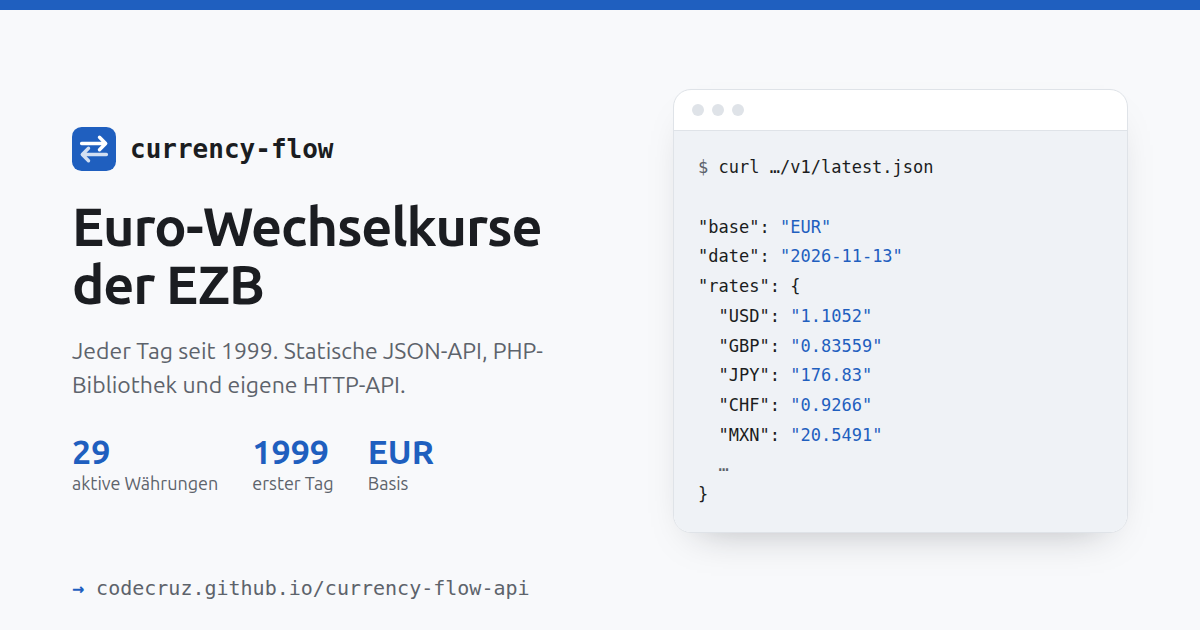 currency-flow
Euro-Wechselkurse
der EZB
Jeder Tag seit 1999. Statische JSON-API, PHP-
Bibliothek und eigene HTTP-API.
29
aktive Währungen
1999
erster Tag
EUR
Basis
→ codecruz.github.io/currency-flow-api
$ curl …/v1/latest.json
"base": "EUR"
"date": "2026-11-13"
"rates": {
"USD": "1.1052"
"GBP": "0.83559"
"JPY": "176.83"
"CHF": "0.9266"
"MXN": "20.5491"
…
}